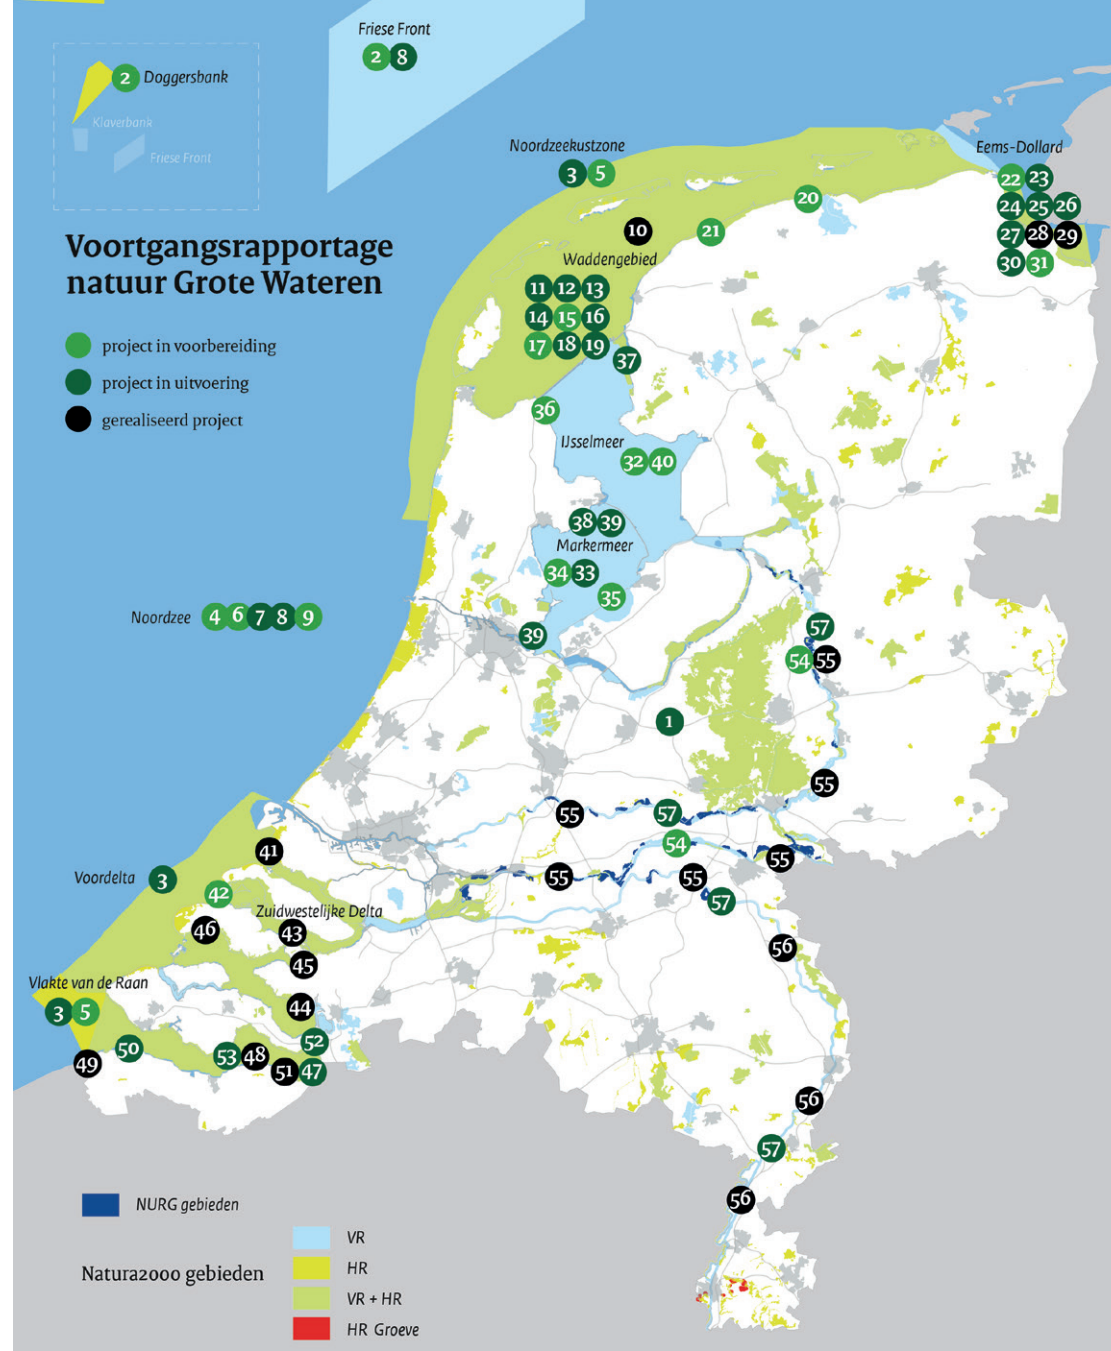 Friese Front
2 8
2 Doggersbank
Klaverbank
Friese Front
Noordzeekustzone
3 5
Eems-Dollard
22 23
24 25 26
27 28 29
30 31
20
10
21
Voortgangsrapportage
natuur Grote Wateren
Waddengebied
11 12 13
14 15 16
17 18 19
37
project in voorbereiding
project in uitvoering
gerealiseerd project
36
IJsselmeer
32 40
38 39
Markermeer
34 33
35
Noordzee 4 6 7 8 9
39
57
54 55
1
55
55
57
54
41
55
Voordelta 3
55
55
42
57
Zuidwestelijke Delta
46
43
56
45
Vlakte van de Raan
3 5
44
50
52
53 48
49
51 47
56
57
56
NURG gebieden
Natura2000 gebieden
VR
HR
VR + HR
HR Groeve